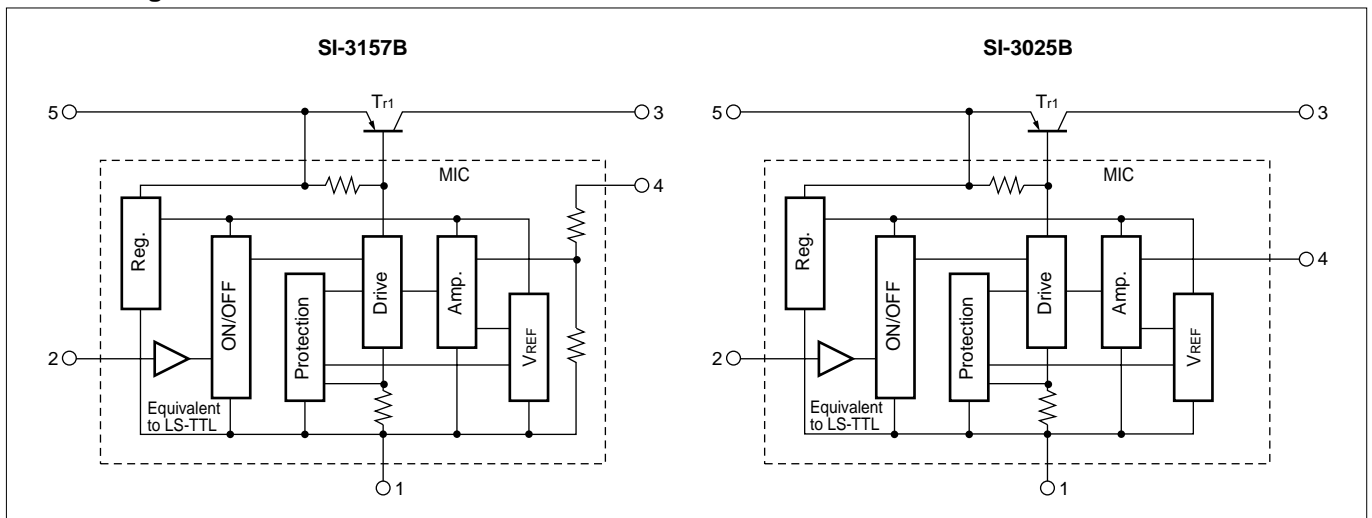 SI-3157B
5
Tr1
3
MIC
4
Reg.
ON/OFF
Protection
Drive
Amp.
VREF
2
Equivalent
to LS-TTL
1
SI-3025B
5
Tr1
3
MIC
4
Reg.
ON/OFF
Protection
Drive
Amp.
VREF
2
Equivalent
to LS-TTL
1